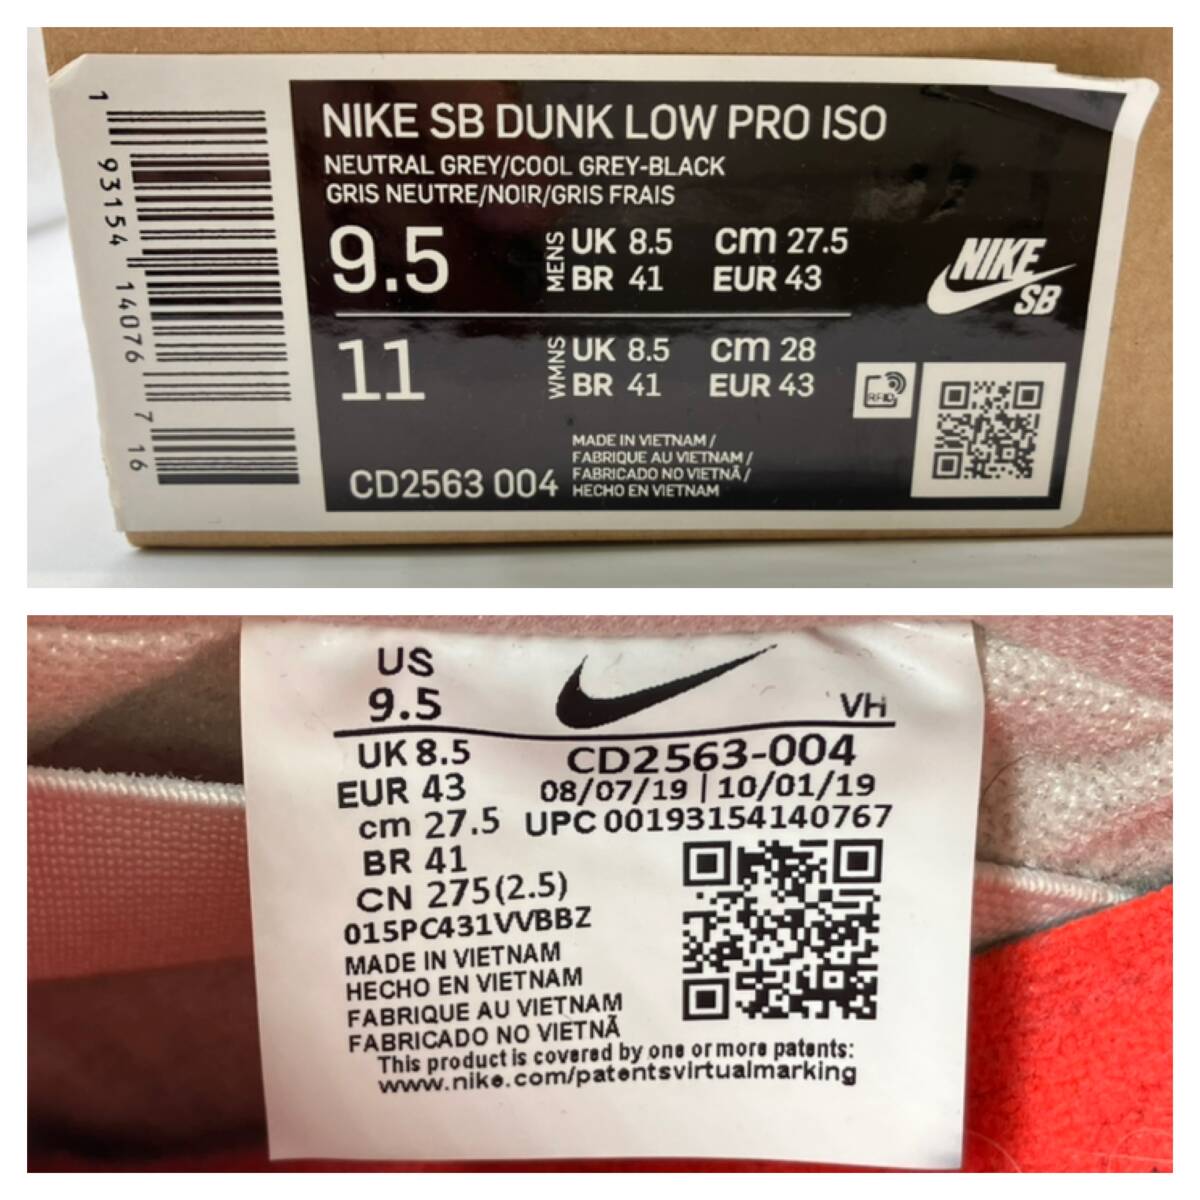 NIKE SB DUNK LOW PRO ISO
NEUTRAL GREY/COOL GREY-BLACK
GRIS NEUTRE/NOIR/GRIS FRAIS
9.5 MENS UK 8.5 cm 27.5
BR 41 EUR 43
NIKE
SB
11 WMNS UK 8.5 cm 28
BR 41 EUR 43
RFID
MADE IN VIETNAM /
FABRIQUE AU VIETNAM /
FABRICADO NO VIETNÃ /
HECHO EN VIETNAM
CD2563 004
1 93154 14076 7 16
US
9.5
VH
UK 8.5
EUR 43
cm 27.5
BR 41
CN 275(2.5)
CD2563-004
08/07/19 | 10/01/19
UPC 00193154140767
015PC431VVBBZ
MADE IN VIETNAM
HECHO EN VIETNAM
FABRIQUE AU VIETNAM
FABRICADO NO VIETNÃ
This product is covered by one or more patents:
www.nike.com/patentsvirtualmarking